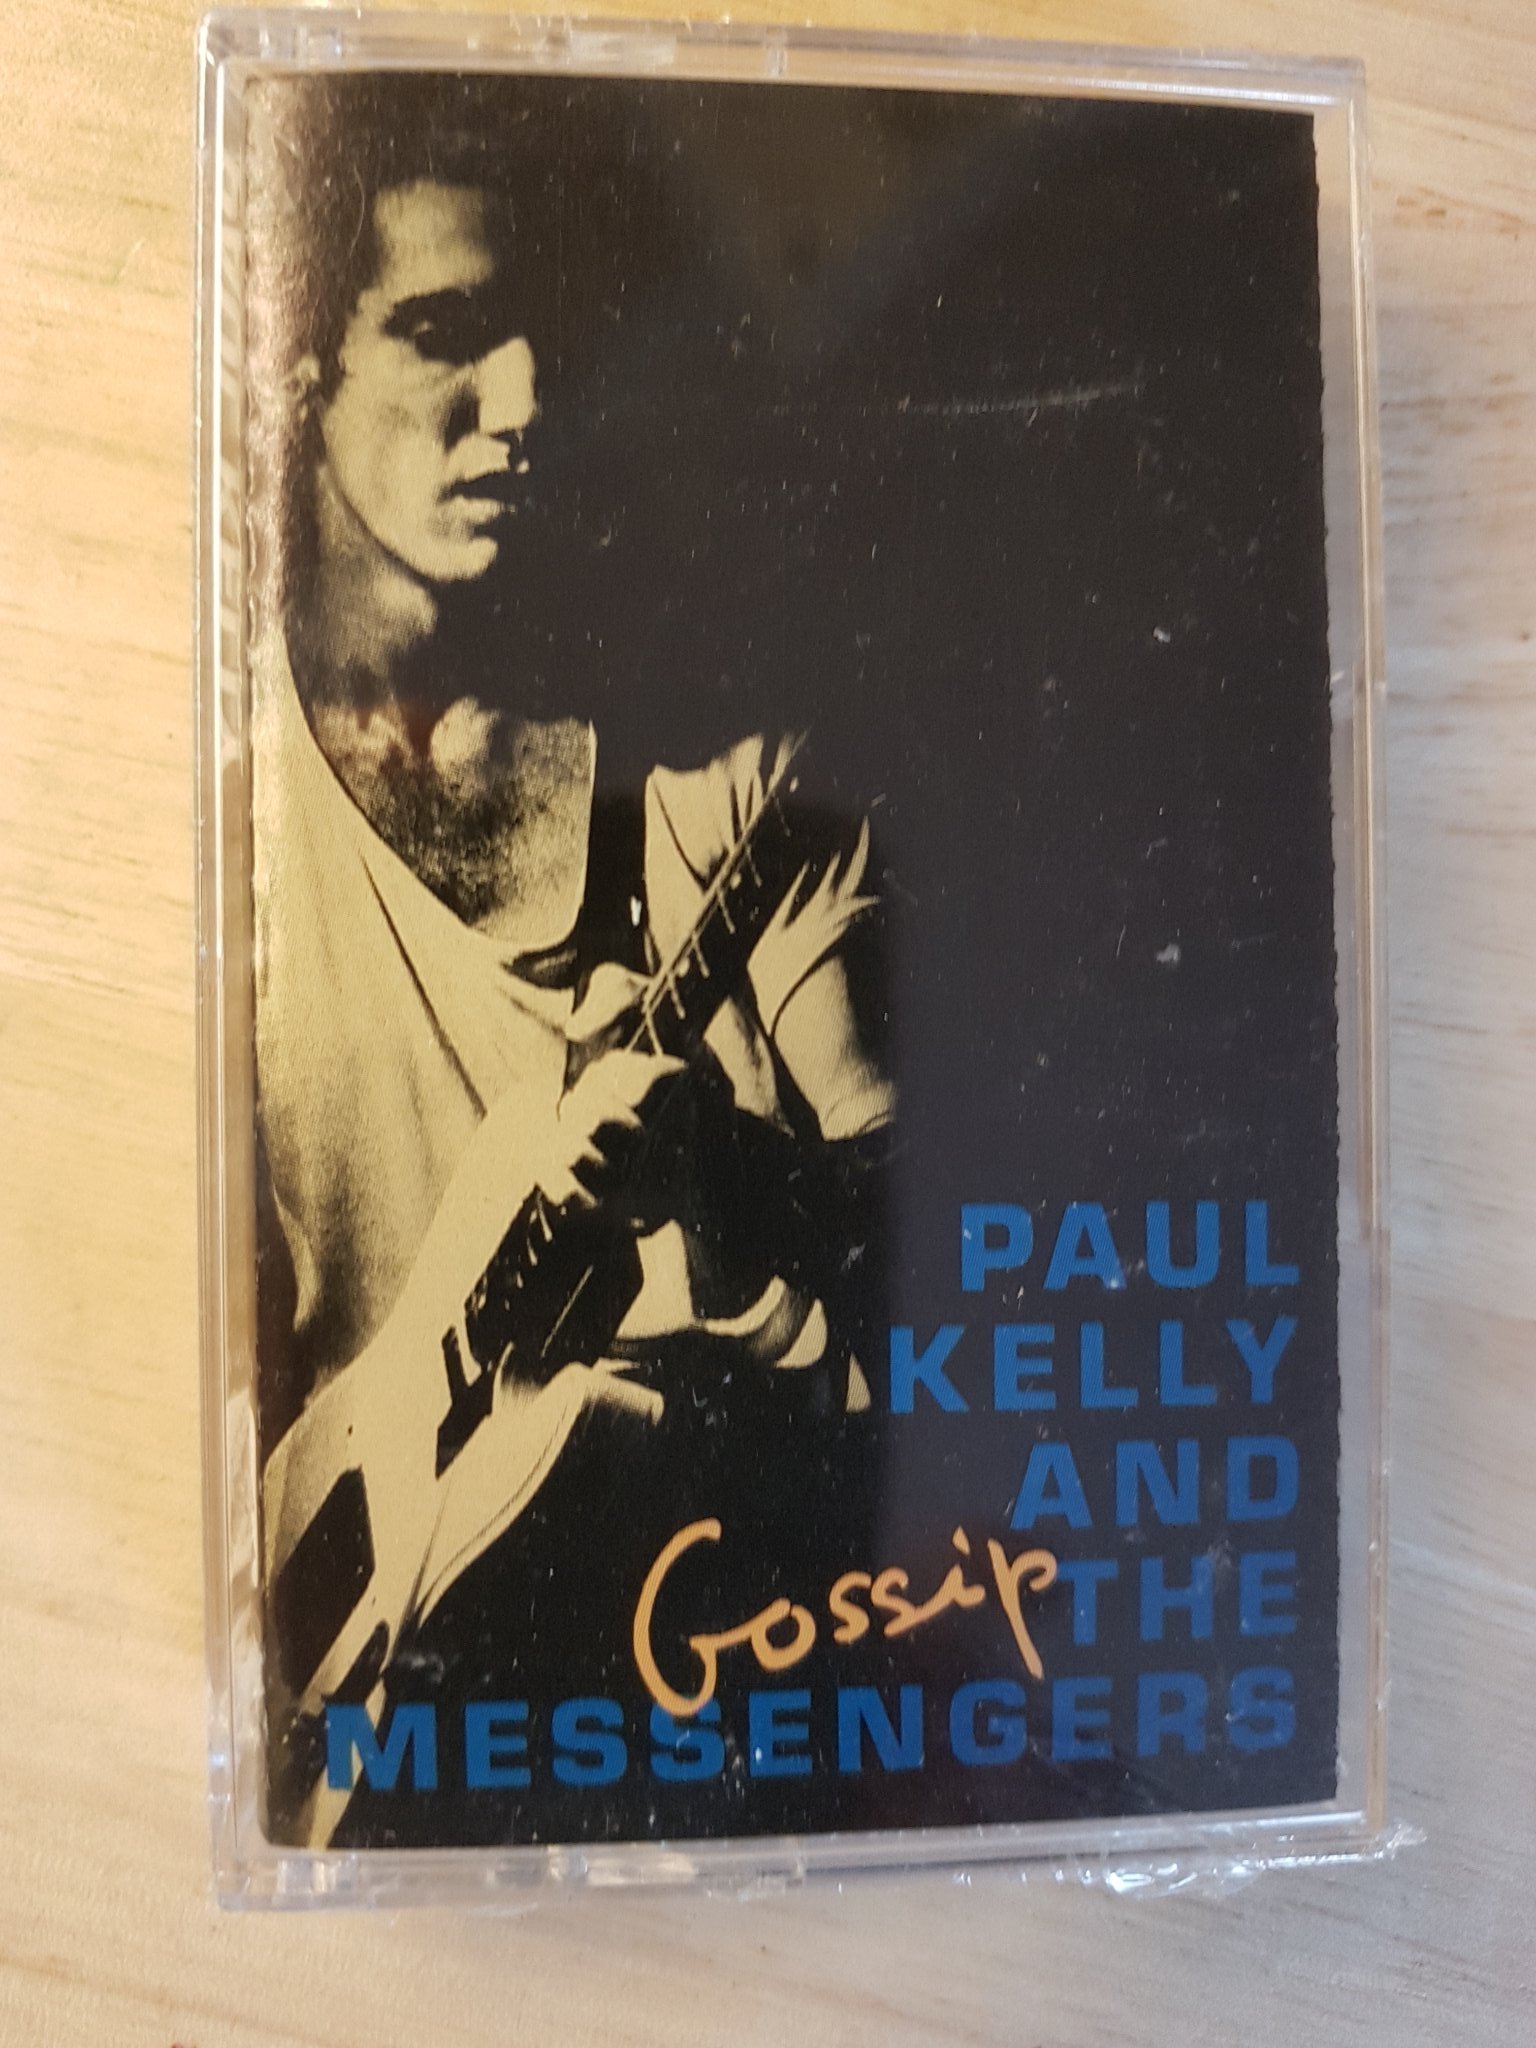 PAUL
KELLY
AND
THE
MESSENGERS
Gossip